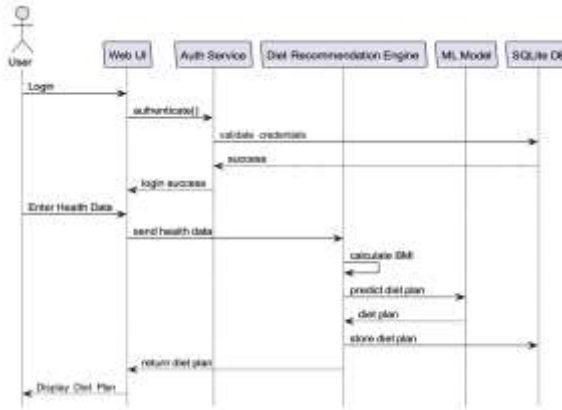 User
Web UI
Auth Service
Diet Recommendation Engine
ML Model
SQLite DB
Login
authenticate()
validate credentials
success
login success
Enter Health Data
send health data
calculate BMI
predict diet plan
diet plan
store diet plan
return diet plan
Display Diet Plan